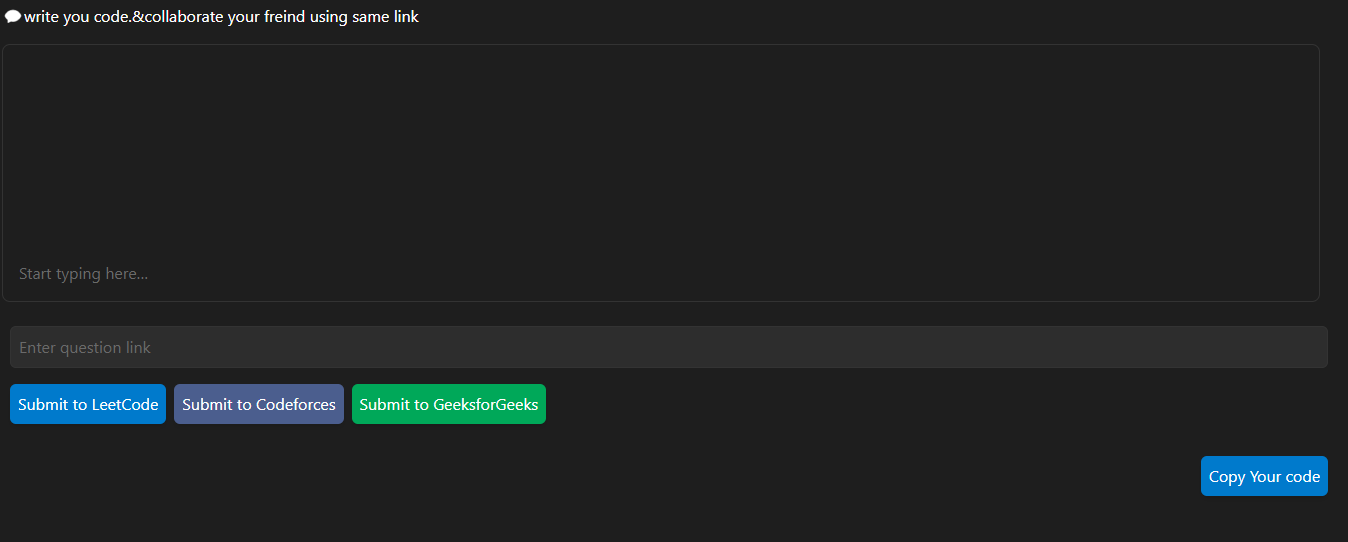 write you code.&collaborate your freind using same link
Start typing here...
Enter question link
Submit to LeetCode
Submit to Codeforces
Submit to GeeksforGeeks
Copy Your code